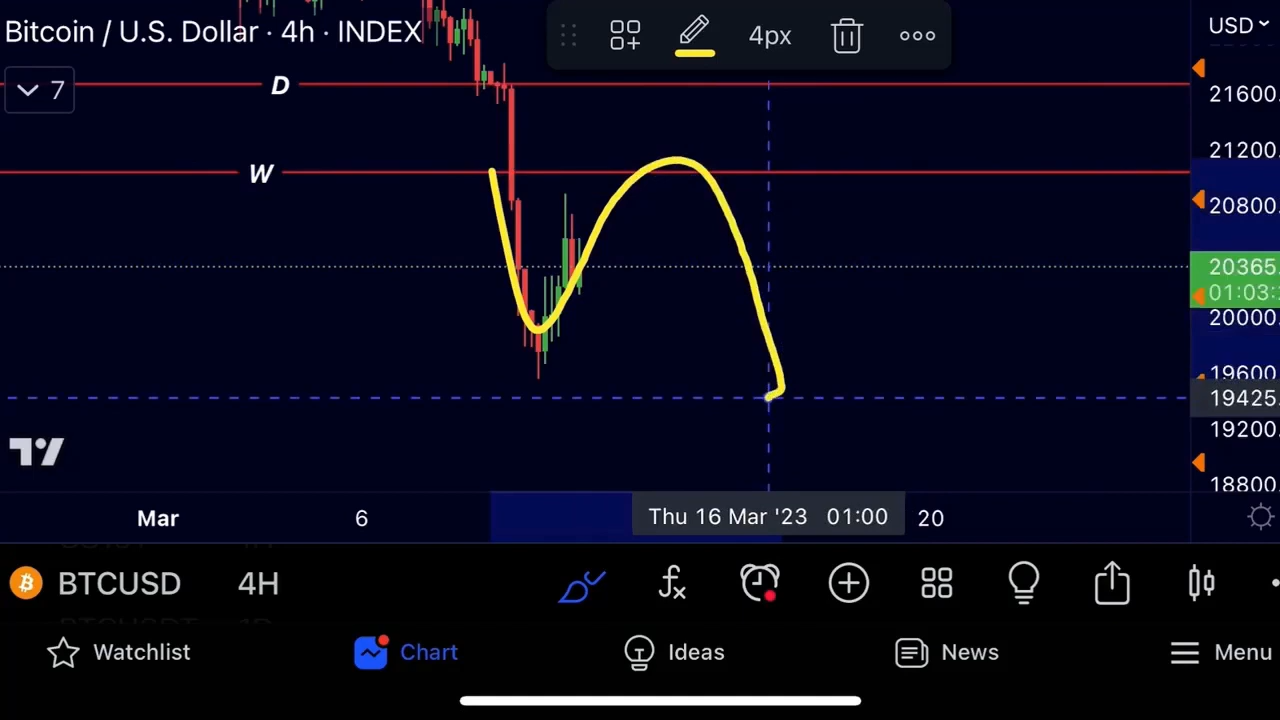 Bitcoin / U.S. Dollar · 4h · INDEX
4px
USD
7
D
W
21600.
21200.
20800.
20365.
01:03:
20000.
19600.
19425.
19200.
18800.
Mar
6
Thu 16 Mar '23 01:00
20
BTCUSD
4H
Watchlist
Chart
Ideas
News
Menu